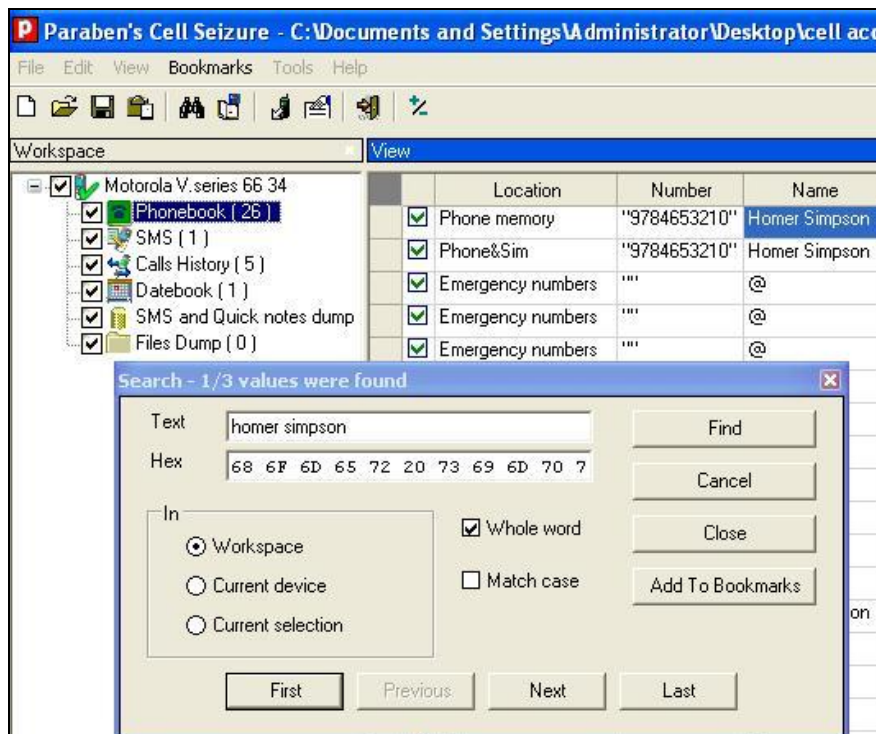 Paraben's Cell Seizure - C:\Documents and Settings\Administrator\Desktop\cell acc
File Edit View Bookmarks Tools Help
Workspace View
Motorola V.series 66 34
Phonebook ( 26 )
SMS ( 1 )
Calls History ( 5 )
Datebook ( 1 )
SMS and Quick notes dump
Files Dump ( 0 )
Location Number Name
Phone memory "9784653210" Homer Simpson
Phone&Sim "9784653210" Homer Simpson
Emergency numbers "" @
Emergency numbers "" @
Emergency numbers "" @
Search - 1/3 values were found
Text homer simpson Find
Hex 68 6F 6D 65 72 20 73 69 6D 70 7 Cancel
In
Workspace Whole word Close
Current device Match case Add To Bookmarks
Current selection
on
First Previous Next Last